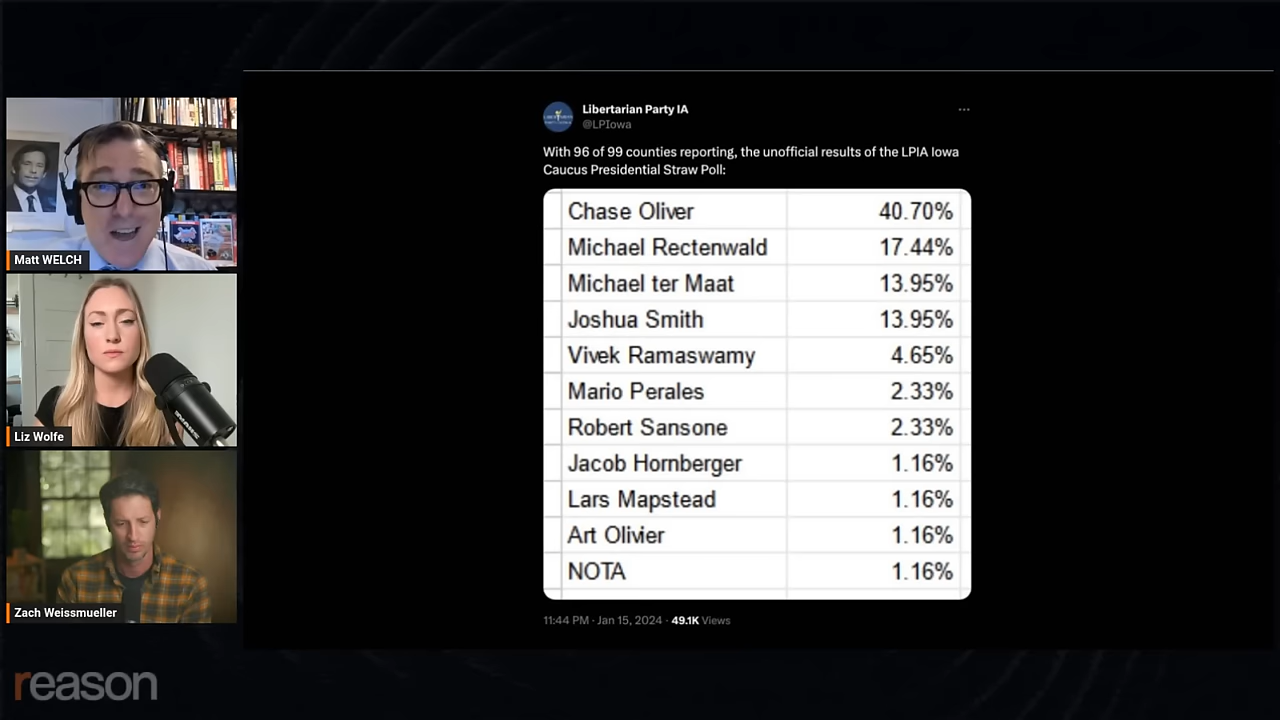 Matt WELCH
Liz Wolfe
Zach Weissmueller
reason
Libertarian Party IA
@LPIowa
With 96 of 99 counties reporting, the unofficial results of the LPIA Iowa
Caucus Presidential Straw Poll:
Chase Oliver 40.70%
Michael Rectenwald 17.44%
Michael ter Maat 13.95%
Joshua Smith 13.95%
Vivek Ramaswamy 4.65%
Mario Perales 2.33%
Robert Sansone 2.33%
Jacob Hornberger 1.16%
Lars Mapstead 1.16%
Art Olivier 1.16%
NOTA 1.16%
11:44 PM · Jan 15, 2024 · 49.1K Views